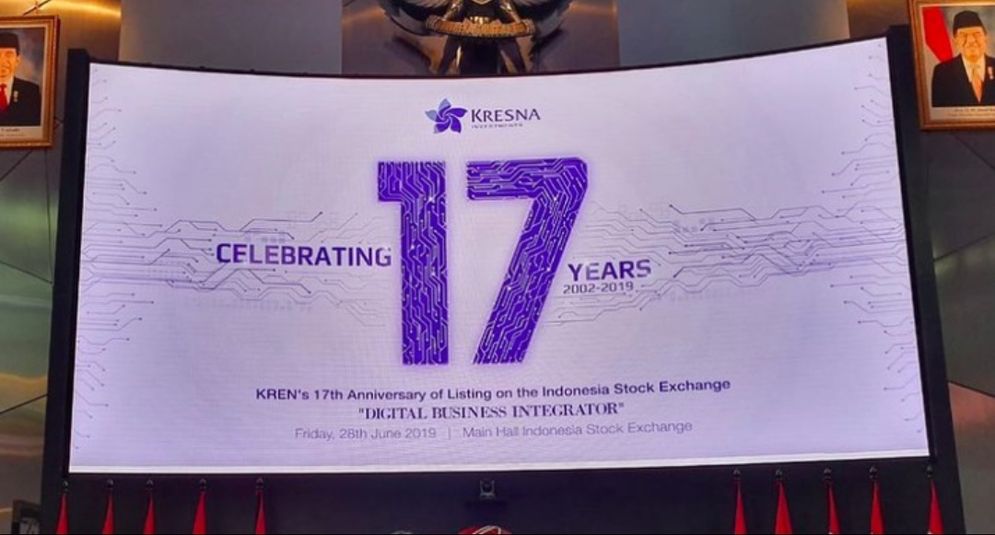 KRESNA
INVESTMENTS
CELEBRATING
17
YEARS
2002-2019
KREN's 17th Anniversary of Listing on the Indonesia Stock Exchange
"DIGITAL BUSINESS INTEGRATOR"
Friday, 28th June 2019 | Main Hall Indonesia Stock Exchange